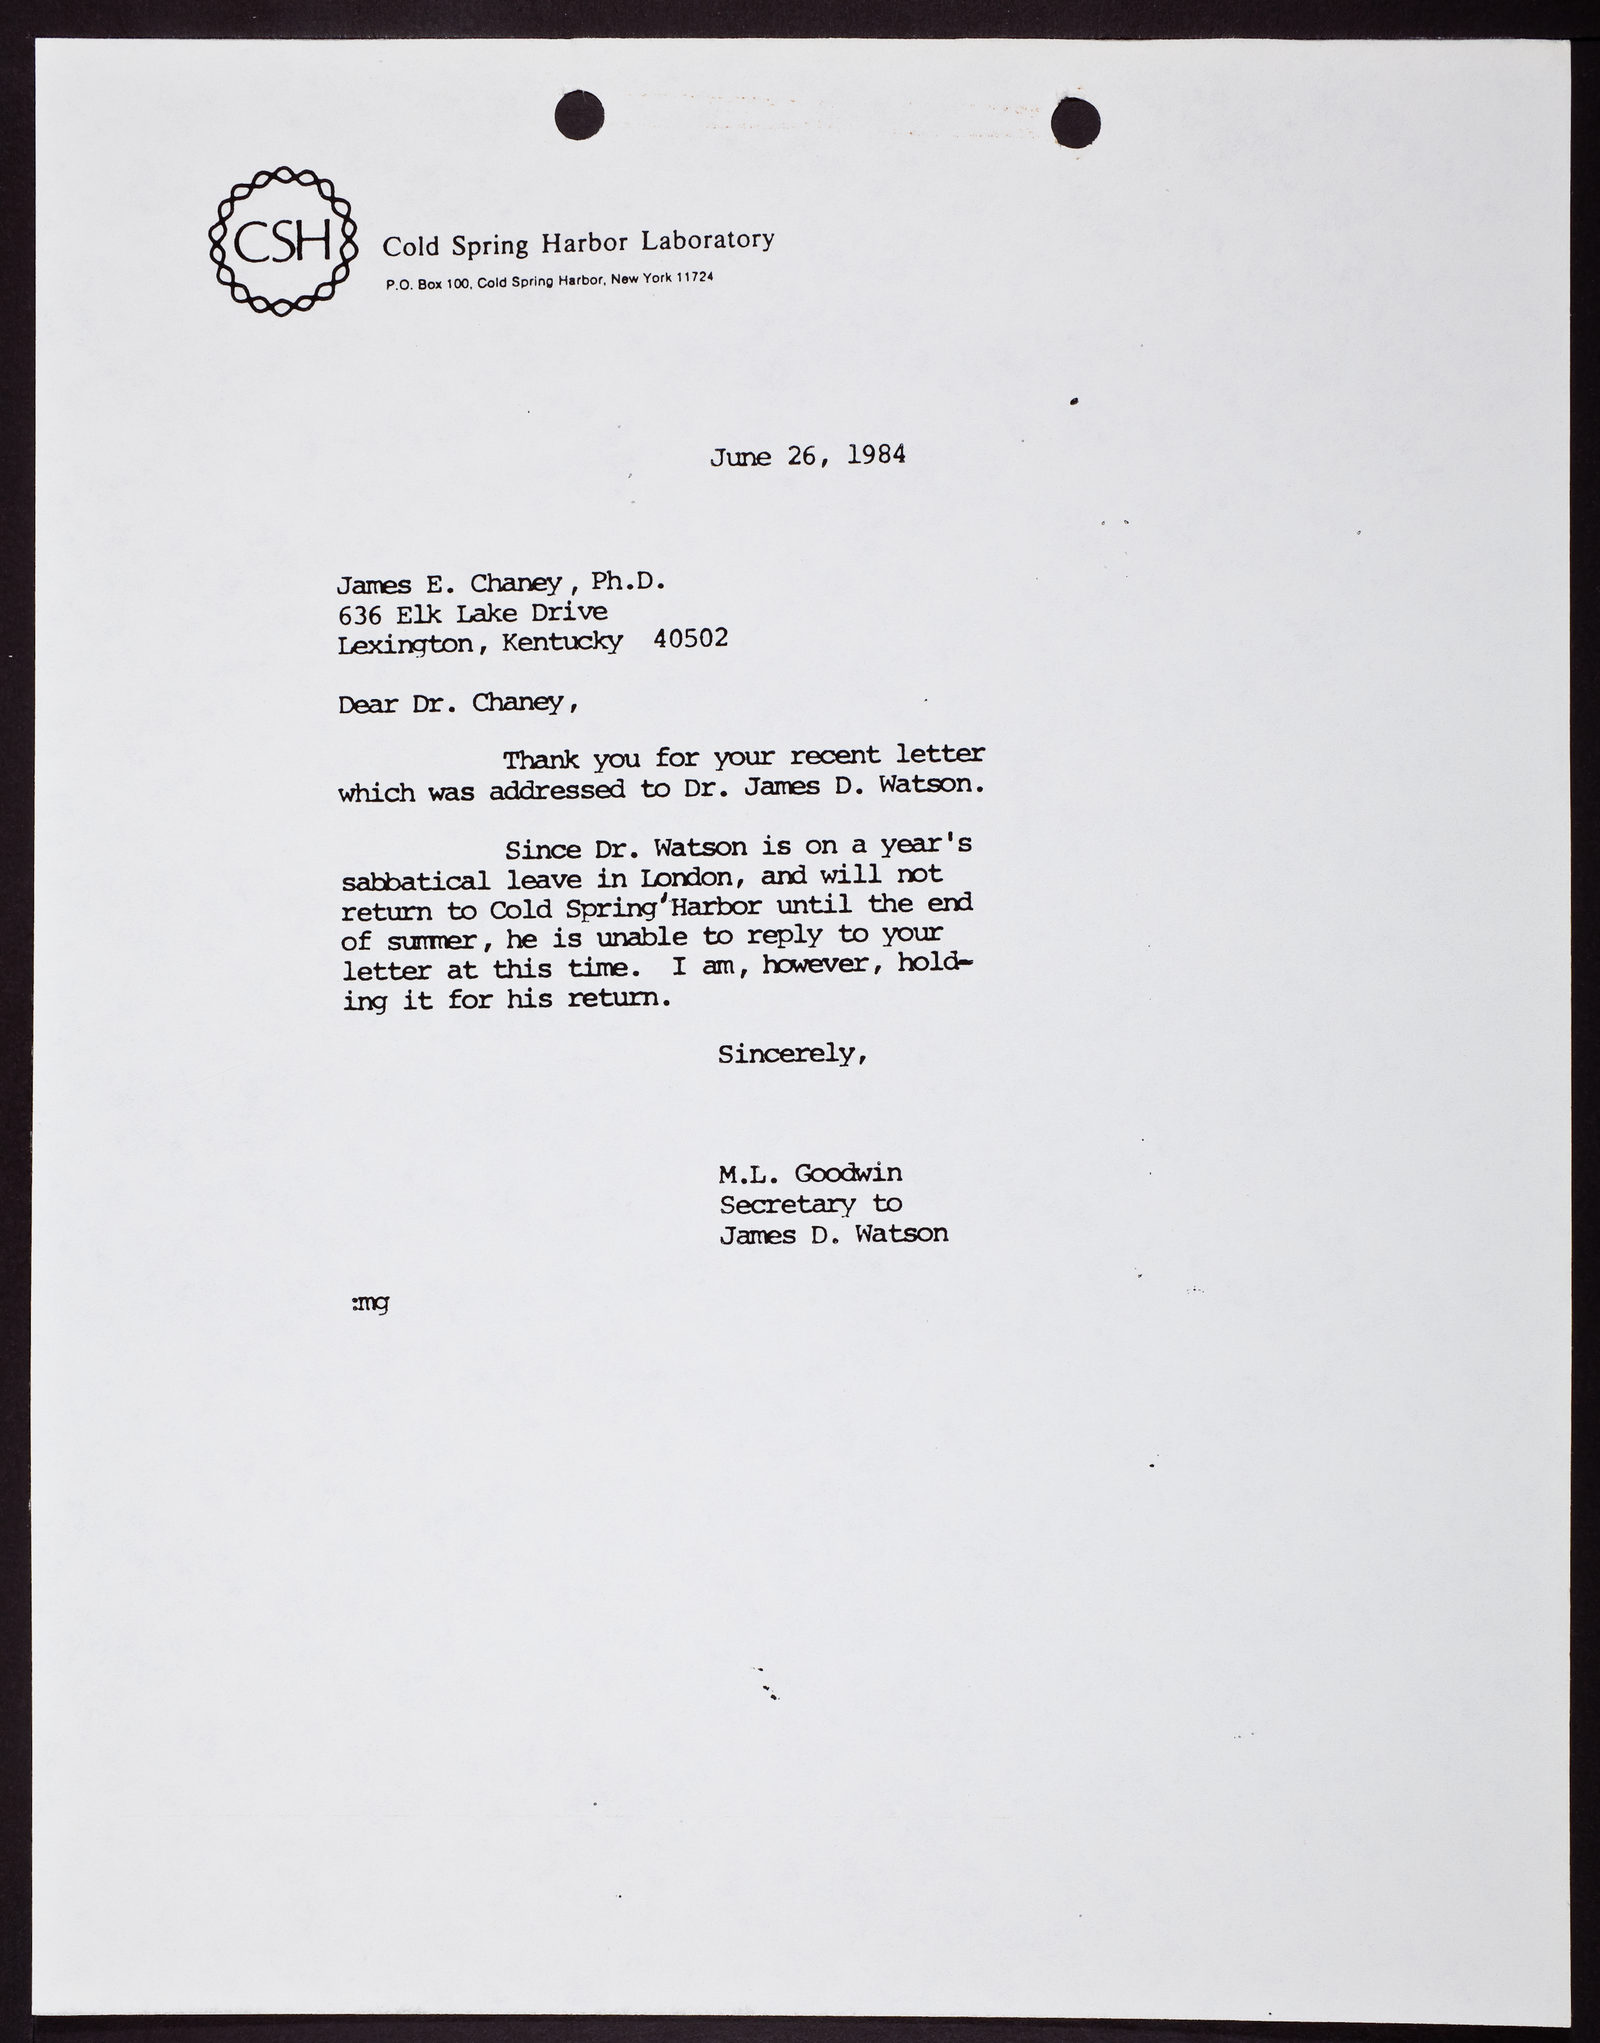 CSH
Cold Spring Harbor Laboratory
P.O. Box 100, Cold Spring Harbor, New York 11724
June 26, 1984
James E. Chaney, Ph.D.
636 Elk Lake Drive
Lexington, Kentucky 40502
Dear Dr. Chaney,
Thank you for your recent letter
which was addressed to Dr. James D. Watson.
Since Dr. Watson is on a year's
sabbatical leave in London, and will not
return to Cold Spring'Harbor until the end
of summer, he is unable to reply to your
letter at this time. I am, however, hold-
ing it for his return.
Sincerely,
M.L. Goodwin
Secretary to
James D. Watson
:mg